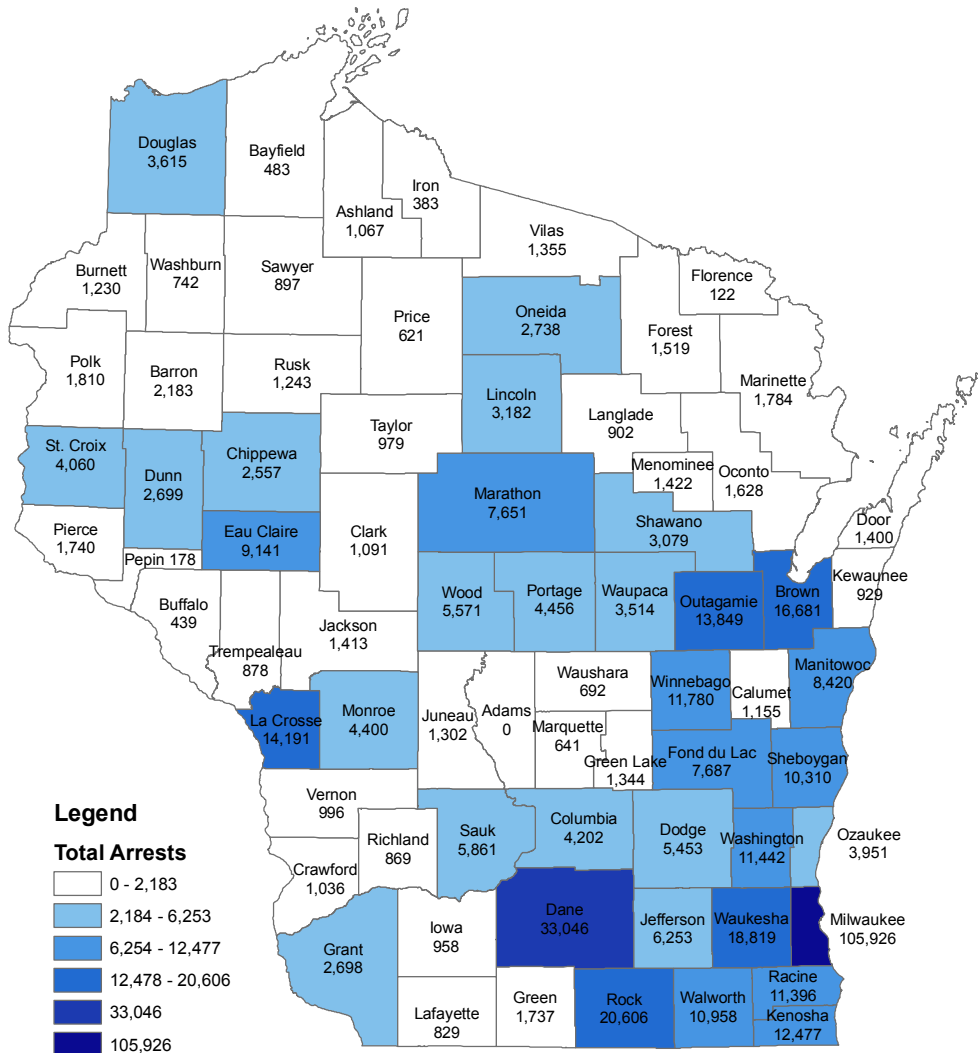 Douglas
3,615
Bayfield
483
Iron
383
Ashland
1,067
Vilas
1,355
Florence
122
Burnett
1,230
Washburn
742
Sawyer
897
Price
621
Oneida
2,738
Forest
1,519
Polk
1,810
Barron
2,183
Rusk
1,243
Marinette
1,784
Lincoln
3,182
Langlade
902
Taylor
979
St. Croix
4,060
Dunn
2,699
Chippewa
2,557
Menominee
1,422
Oconto
1,628
Marathon
7,651
Shawano
3,079
Door
1,400
Pierce
1,740
Eau Claire
9,141
Clark
1,091
Pepin 178
Kewaunee
929
Wood
5,571
Portage
4,456
Waupaca
3,514
Outagamie
13,849
Brown
16,681
Buffalo
439
Trempealeau
878
Jackson
1,413
Waushara
692
Winnebago
11,780
Calumet
1,155
Manitowoc
8,420
La Crosse
14,191
Monroe
4,400
Juneau
1,302
Adams
0
Marquette
641
Green Lake
1,344
Fond du Lac
7,687
Sheboygan
10,310
Vernon
996
Richland
869
Sauk
5,861
Columbia
4,202
Dodge
5,453
Washington
11,442
Ozaukee
3,951
Crawford
1,036
Grant
2,698
Iowa
958
Dane
33,046
Jefferson
6,253
Waukesha
18,819
Milwaukee
105,926
Lafayette
829
Green
1,737
Rock
20,606
Walworth
10,958
Racine
11,396
Kenosha
12,477
Legend
Total Arrests
0 - 2,183
2,184 - 6,253
6,254 - 12,477
12,478 - 20,606
33,046
105,926